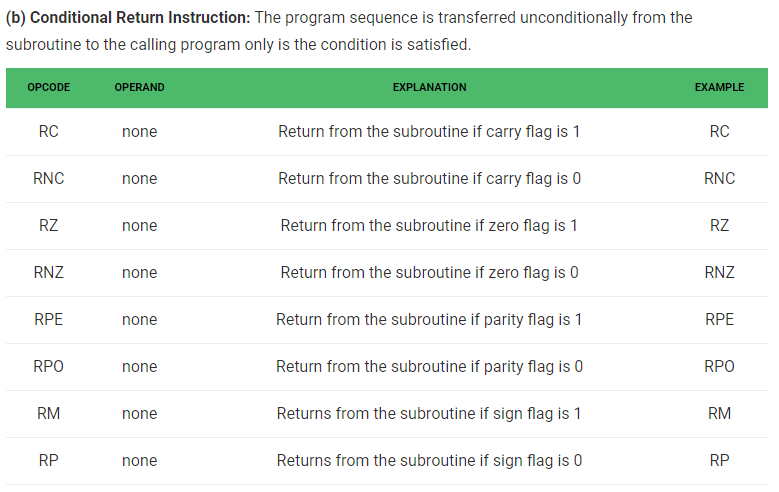 (b) Conditional Return Instruction: The program sequence is transferred unconditionally from the
subroutine to the calling program only is the condition is satisfied.
OPCODE OPERAND EXPLANATION EXAMPLE
RC none Return from the subroutine if carry flag is 1 RC
RNC none Return from the subroutine if carry flag is 0 RNC
RZ none Return from the subroutine if zero flag is 1 RZ
RNZ none Return from the subroutine if zero flag is 0 RNZ
RPE none Return from the subroutine if parity flag is 1 RPE
RPO none Return from the subroutine if parity flag is 0 RPO
RM none Returns from the subroutine if sign flag is 1 RM
RP none Returns from the subroutine if sign flag is 0 RP